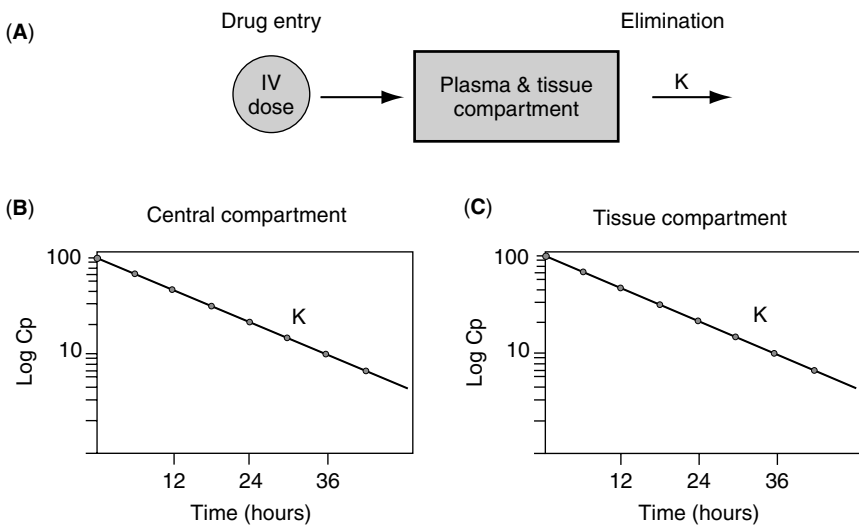 (A)
Drug entry
Elimination
IV
dose
Plasma & tissue
compartment
K
(B)
Central compartment
100
10
Log Cp
K
12 24 36
Time (hours)
(C)
Tissue compartment
100
10
Log Cp
K
12 24 36
Time (hours)